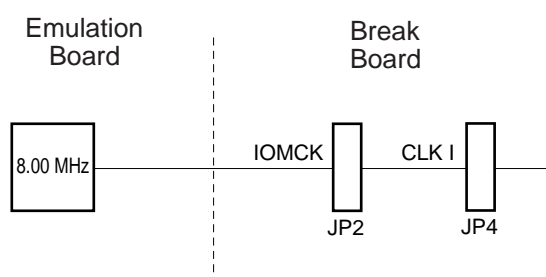 Emulation
Board
Break
Board
8.00 MHz
IOMCK
CLK I
JP2
JP4